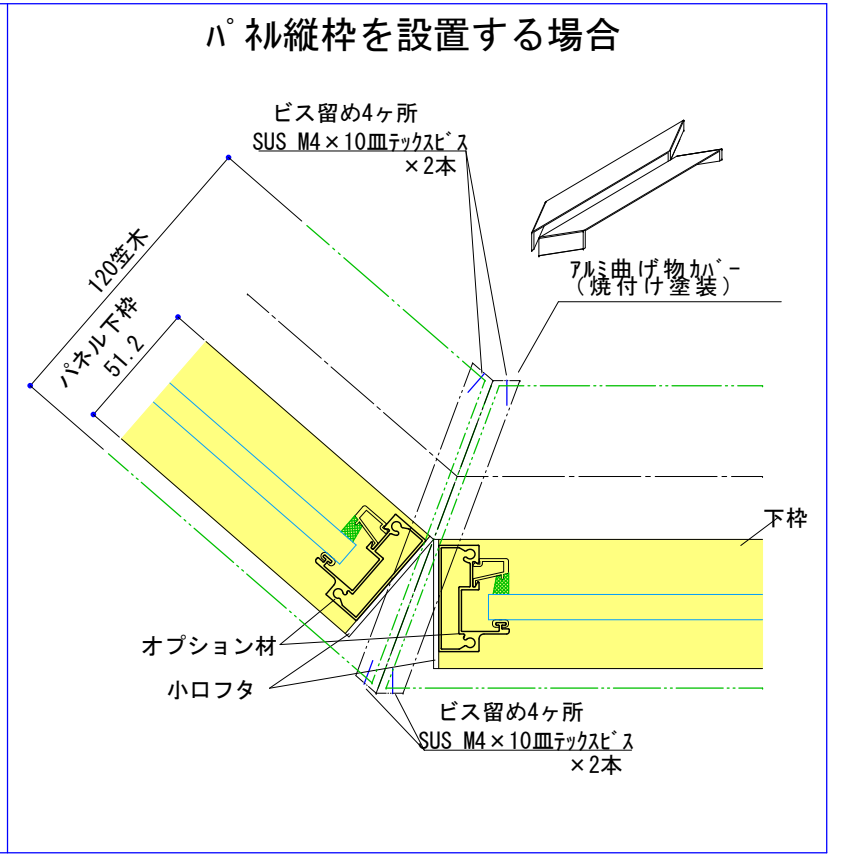 ﾊﾟﾈﾙ縦枠を設置する場合
ビス留め4ヶ所
SUS M4×10皿ﾃｯｸｽﾋﾞｽ
×2本
120笠木
パネル下枠
51.2
ｱﾙﾐ曲げ物ｶﾊﾞｰ
（焼付け塗装）
下枠
オプション材
小口フタ
ビス留め4ヶ所
SUS M4×10皿ﾃｯｸｽﾋﾞｽ
×2本